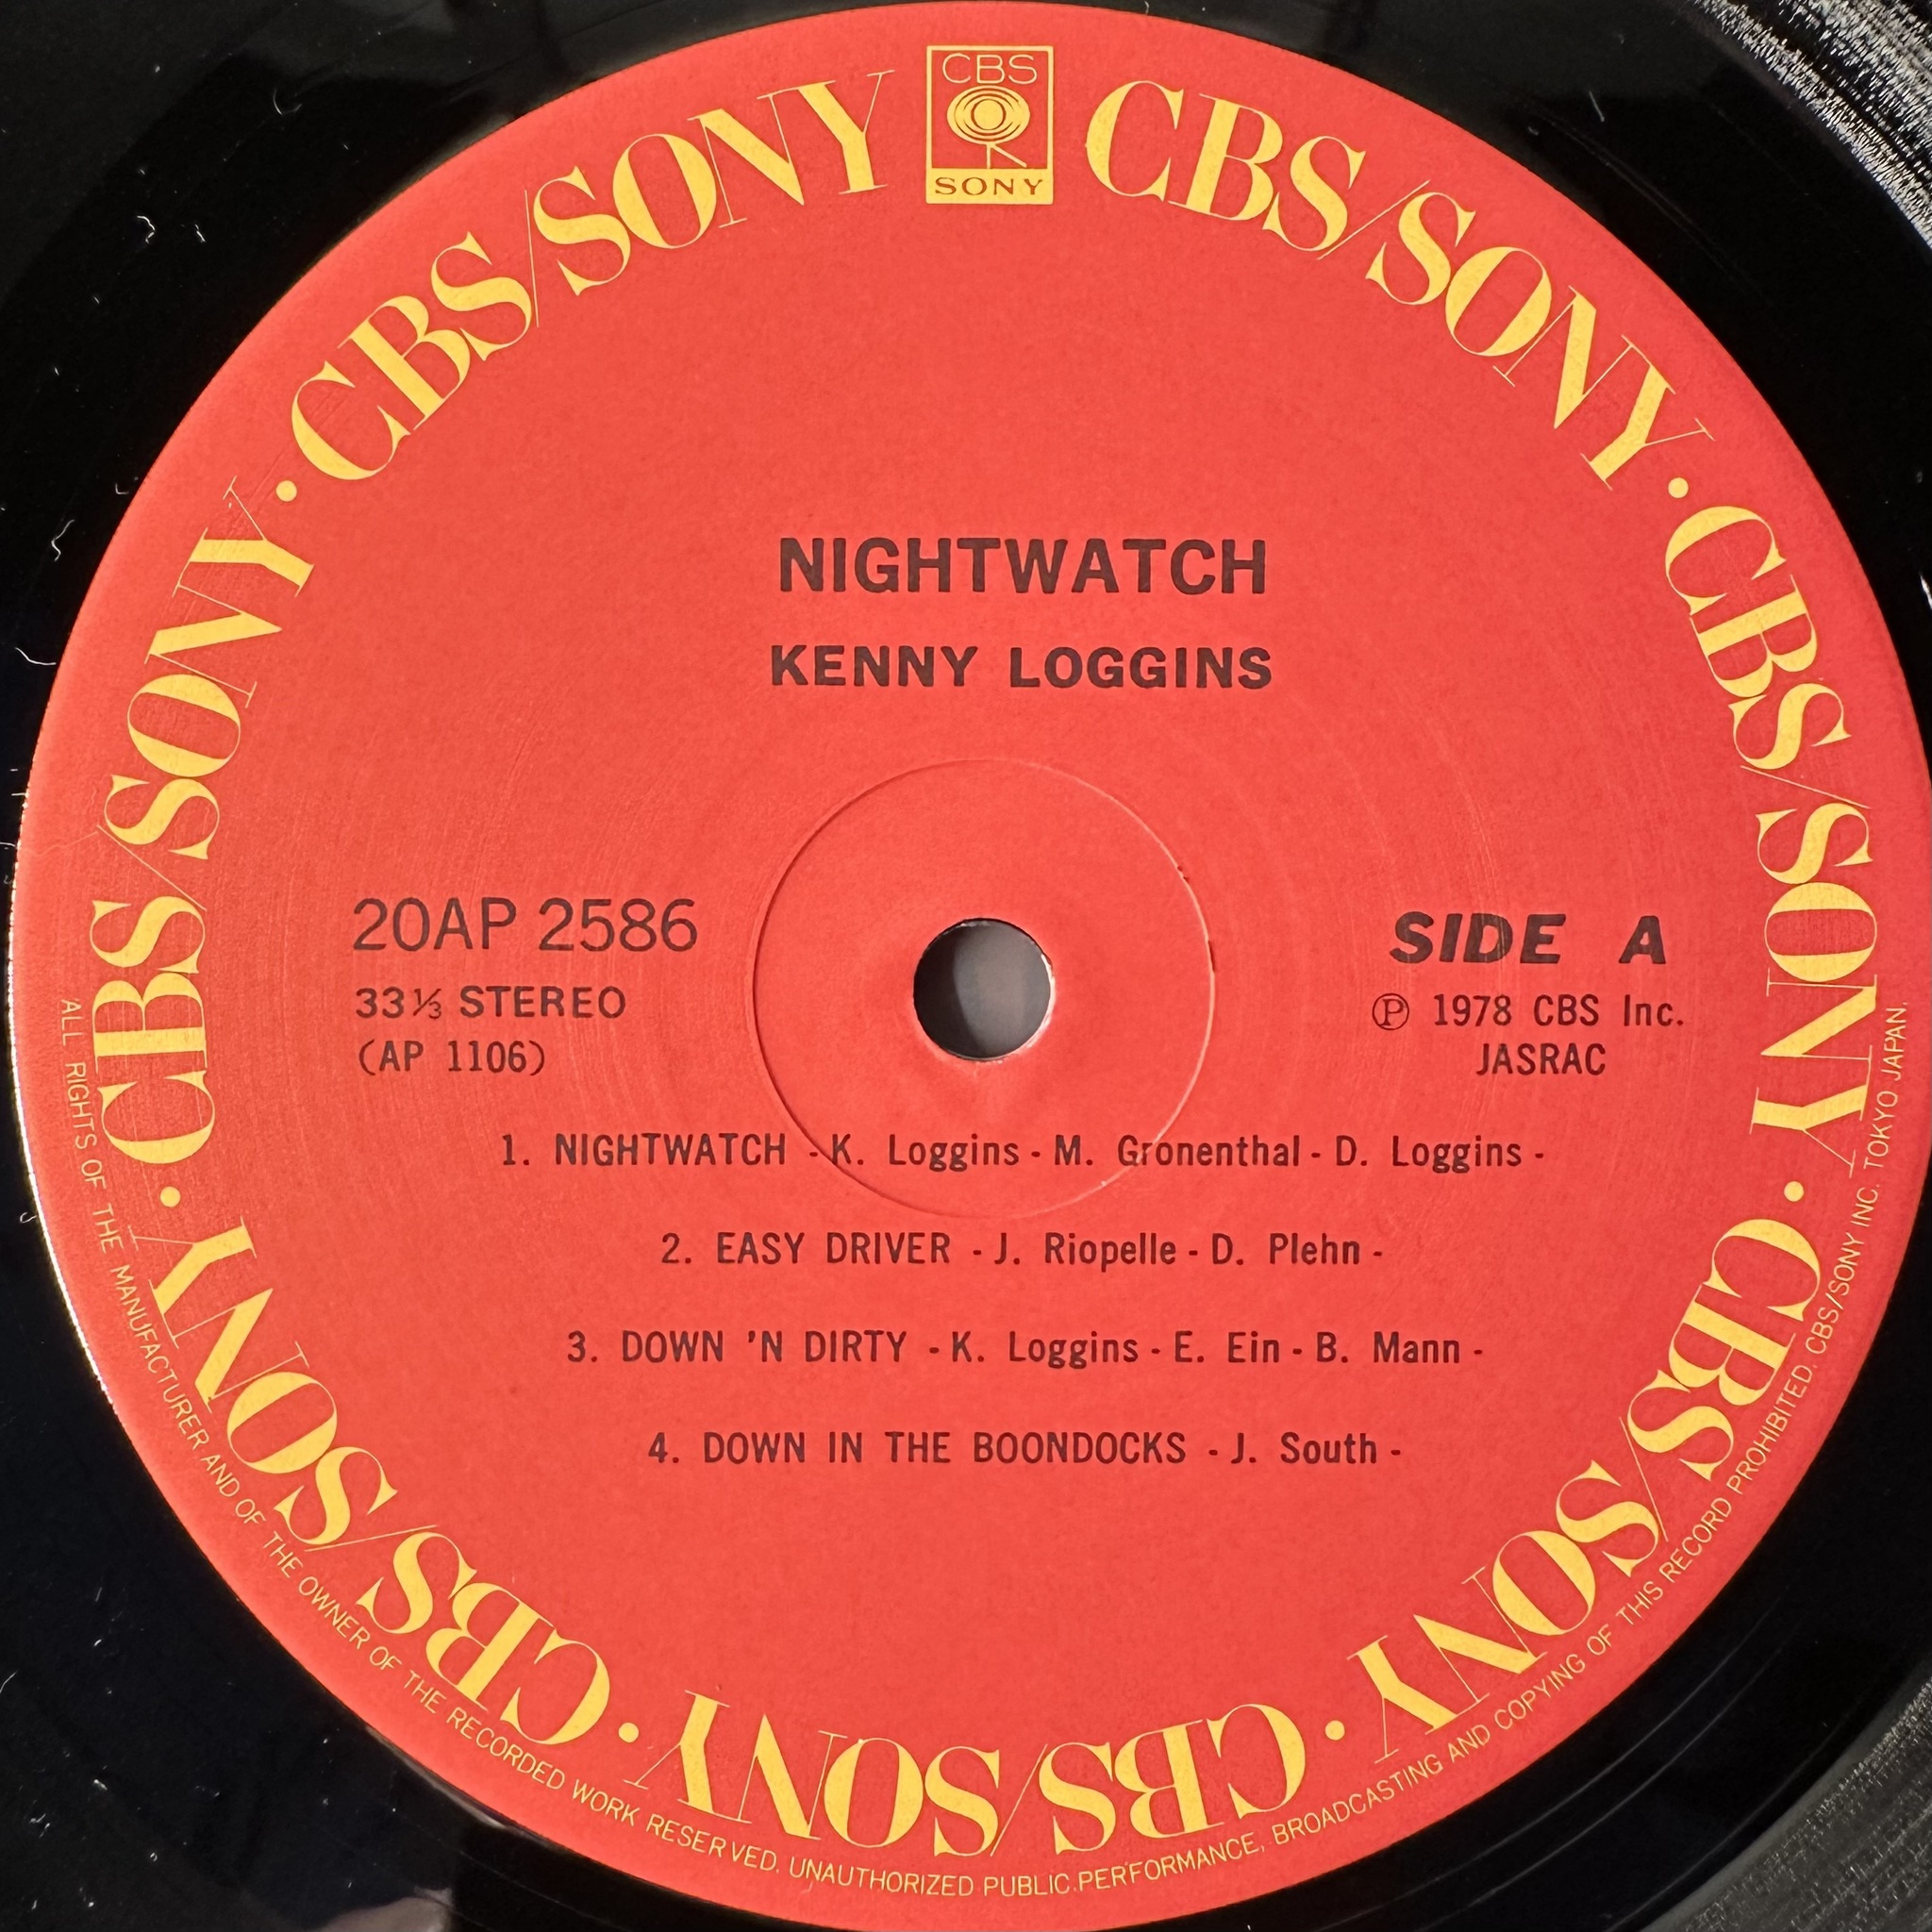 CBS
SONY
CBS/SONY · CBS/SONY · CBS/SONY · CBS/SONY · CBS/SONY · CBS/SONY · CBS/SONY
NIGHTWATCH
KENNY LOGGINS
20AP 2586
33⅓ STEREO
(AP 1106)
SIDE A
Ⓟ 1978 CBS Inc.
JASRAC
1. NIGHTWATCH - K. Loggins - M. Gronenthal - D. Loggins -
2. EASY DRIVER - J. Riopelle - D. Plehn -
3. DOWN 'N DIRTY - K. Loggins - E. Ein - B. Mann -
4. DOWN IN THE BOONDOCKS - J. South -
ALL RIGHTS OF THE MANUFACTURER AND OF THE OWNER OF THE RECORDED WORK RESERVED. UNAUTHORIZED PUBLIC PERFORMANCE, BROADCASTING AND COPYING OF THIS RECORD PROHIBITED. CBS/SONY INC. TOKYO JAPAN.